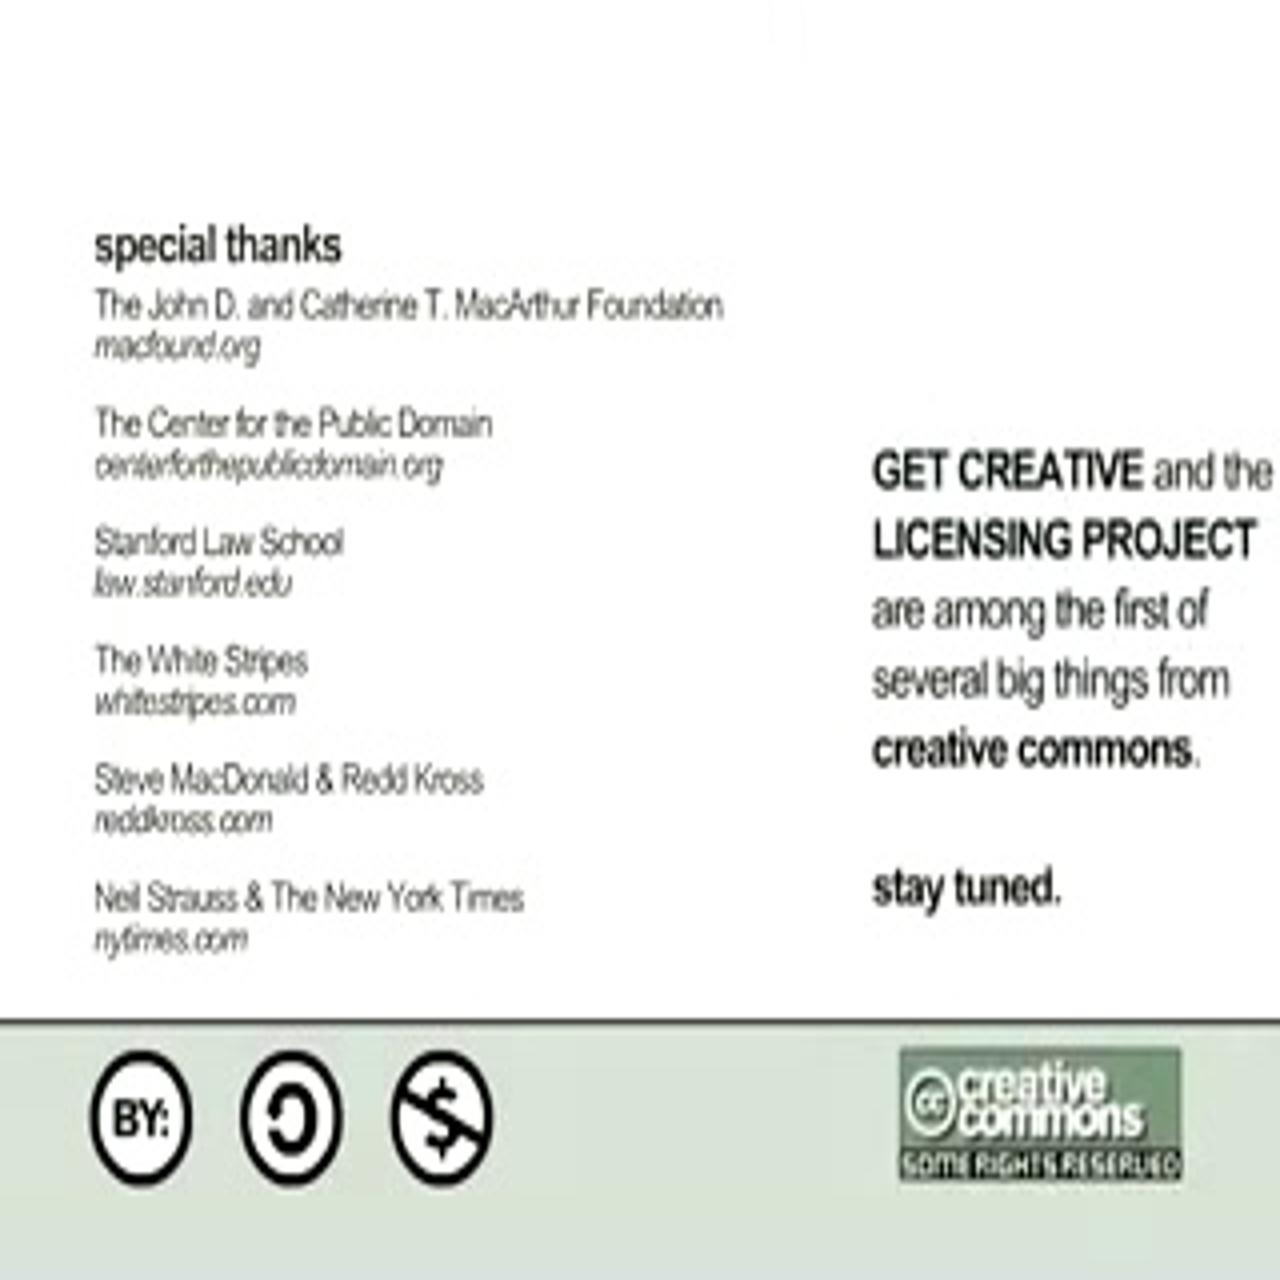 special thanks
The John D. and Catherine T. MacArthur Foundation
macfound.org
The Center for the Public Domain
centerforthepublicdomain.org
Stanford Law School
law.stanford.edu
The White Stripes
whitestripes.com
Steve MacDonald & Redd Kross
reddkross.com
Neil Strauss & The New York Times
nytimes.com
GET CREATIVE and the
LICENSING PROJECT
are among the first of
several big things from
creative commons.
stay tuned.
BY:
$
cc creative
commons
SOME RIGHTS RESERVED